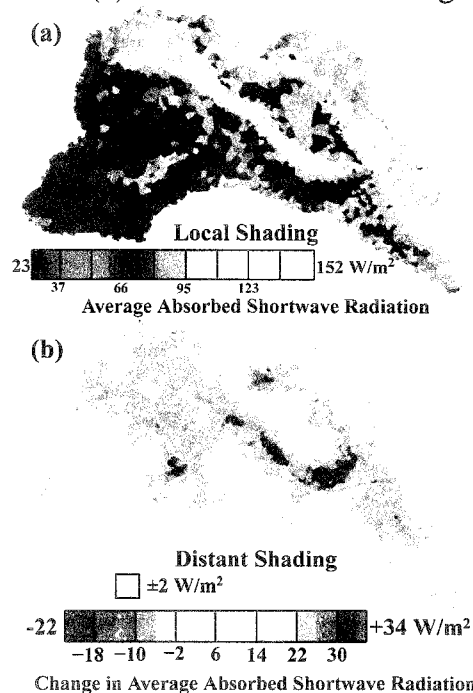 (a)
Local Shading
23 152 W/m²
37 66 95 123
Average Absorbed Shortwave Radiation
(b)
Distant Shading
±2 W/m²
-22 +34 W/m²
−18 −10 −2 6 14 22 30
Change in Average Absorbed Shortwave Radiation